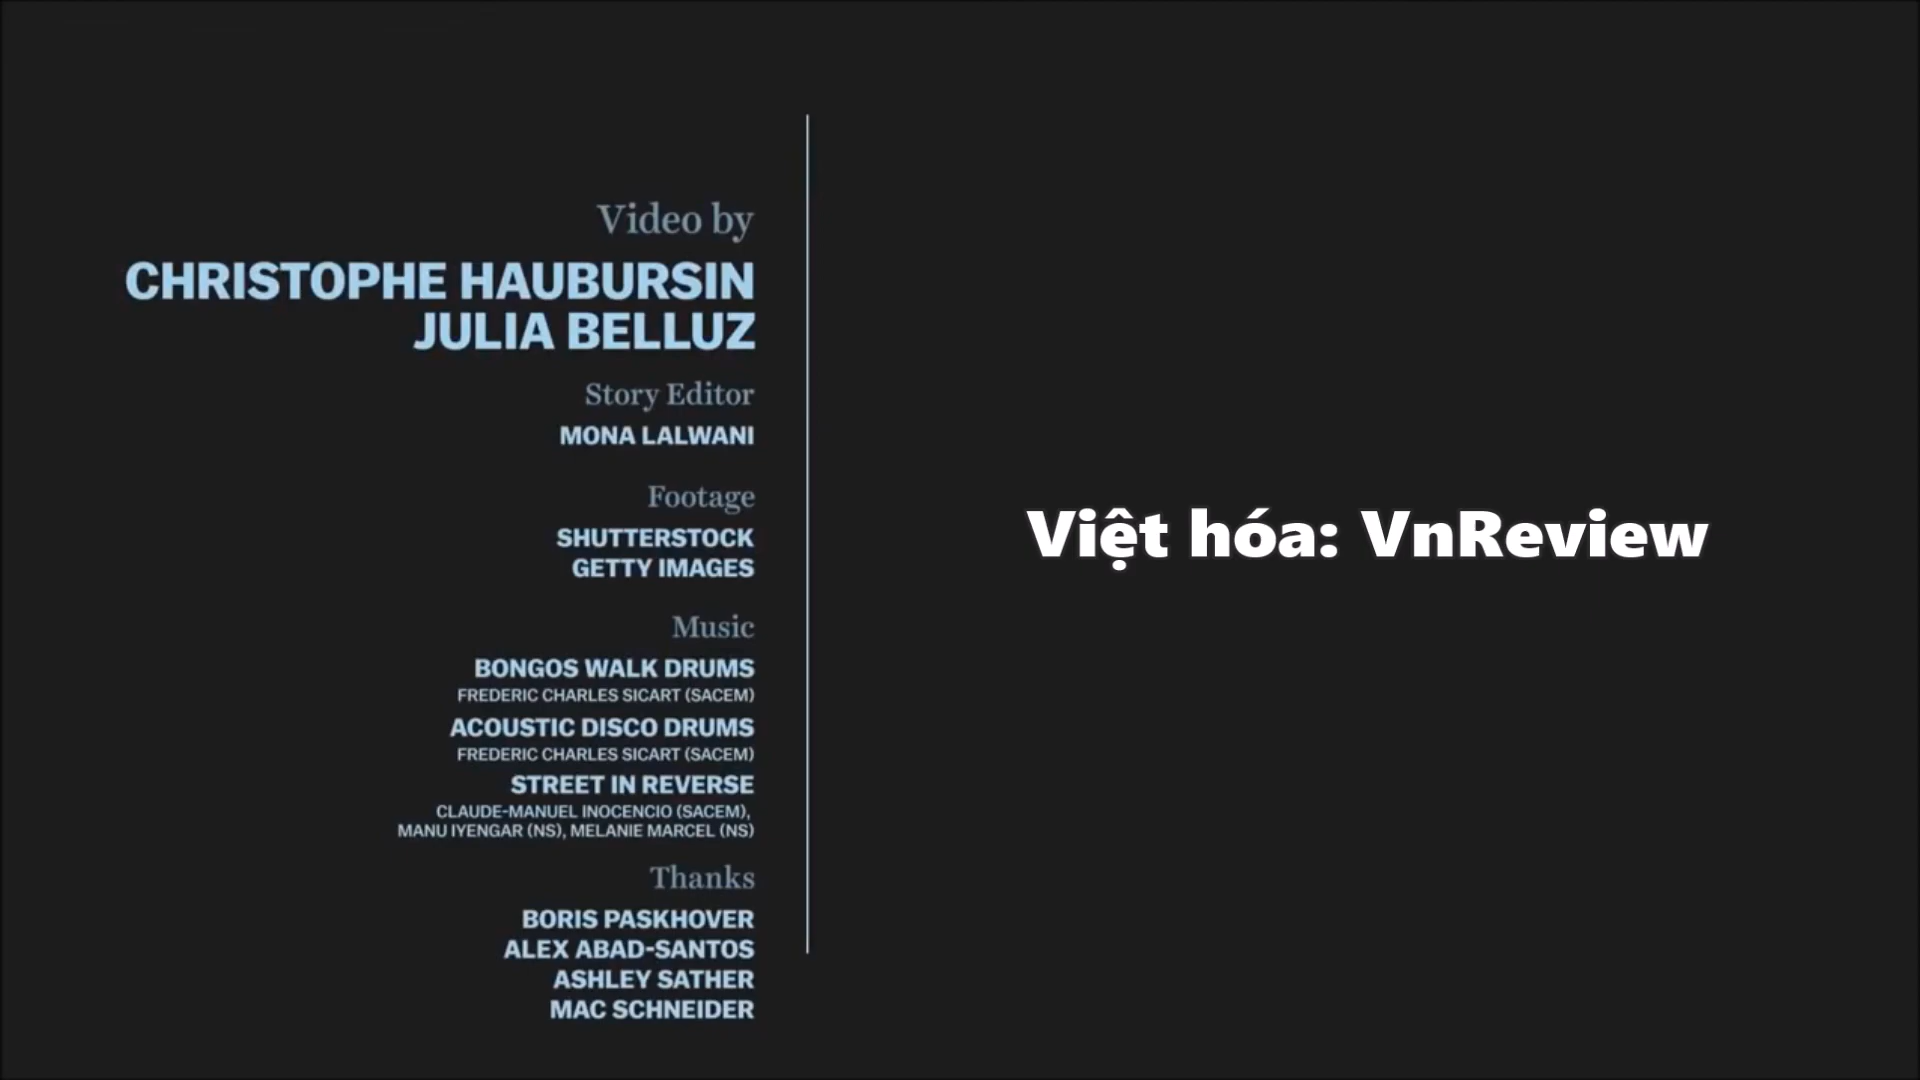 Video by
CHRISTOPHE HAUBURSIN
JULIA BELLUZ
Story Editor
MONA LALWANI
Footage
SHUTTERSTOCK
GETTY IMAGES
Music
BONGOS WALK DRUMS
FREDERIC CHARLES SICART (SACEM)
ACOUSTIC DISCO DRUMS
FREDERIC CHARLES SICART (SACEM)
STREET IN REVERSE
CLAUDE-MANUEL INOCENCIO (SACEM),
MANU IYENGAR (NS), MELANIE MARCEL (NS)
Thanks
BORIS PASKHOVER
ALEX ABAD-SANTOS
ASHLEY SATHER
MAC SCHNEIDER
Việt hóa: VnReview